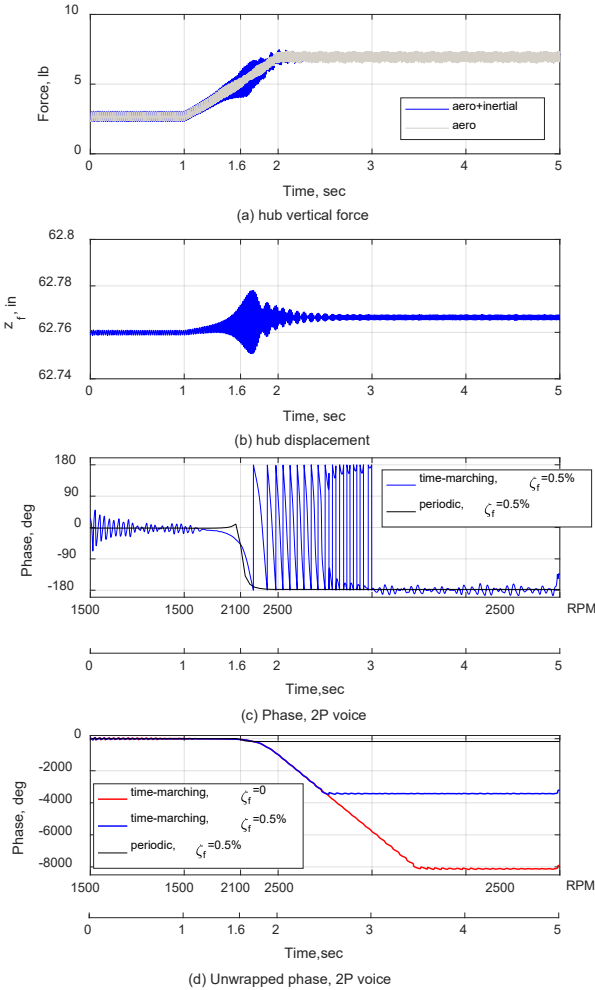 10
5
0
Force, lb
aero+inertial
aero
0 1 1.6 2 3 4 5
Time, sec
(a) hub vertical force
62.8
62.78
62.76
62.74
z_f, in
0 1 1.6 2 3 4 5
Time, sec
(b) hub displacement
180
90
0
-90
-180
Phase, deg
time-marching, ζ_f=0.5%
periodic, ζ_f=0.5%
1500 1500 2100 2500 2500 RPM
0 1 1.6 2 3 4 5
Time,sec
(c) Phase, 2P voice
0
-2000
-4000
-6000
-8000
Phase, deg
time-marching, ζ_f=0
time-marching, ζ_f=0.5%
periodic, ζ_f=0.5%
1500 1500 2100 2500 2500 RPM
0 1 1.6 2 3 4 5
Time,sec
(d) Unwrapped phase, 2P voice